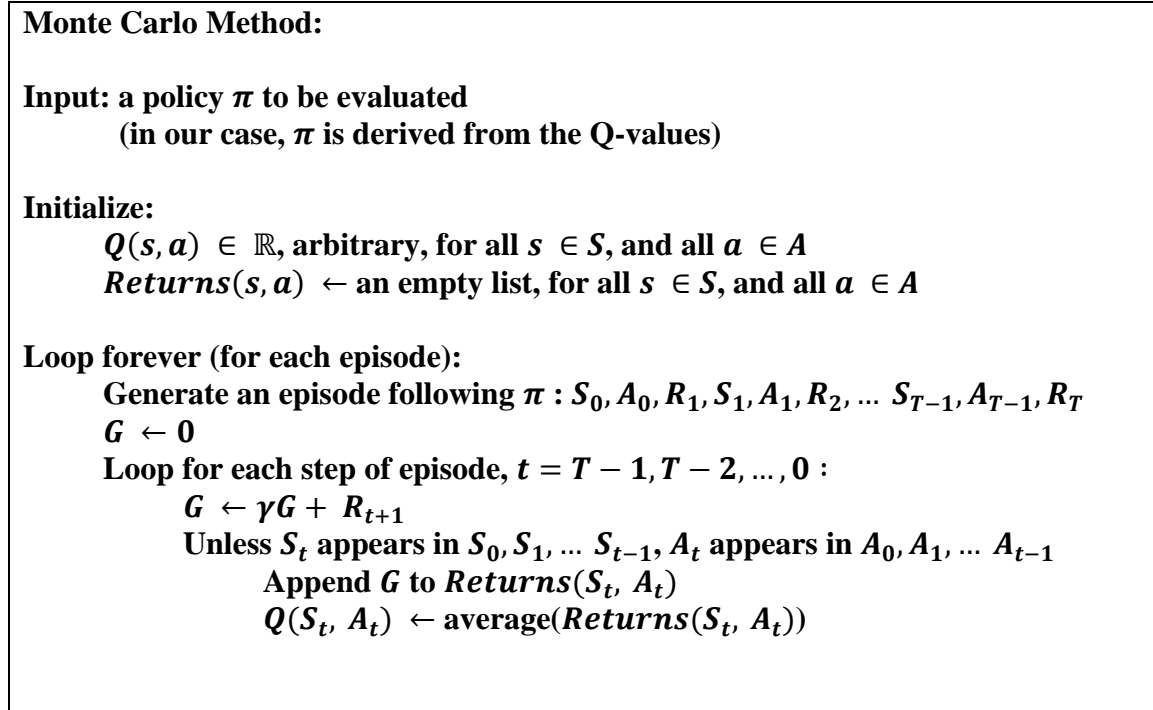 Monte Carlo Method:
Input: a policy π to be evaluated
(in our case, π is derived from the Q-values)
Initialize:
Q(s, a) ∈ ℝ, arbitrary, for all s ∈ S, and all a ∈ A
Returns(s, a) ← an empty list, for all s ∈ S, and all a ∈ A
Loop forever (for each episode):
Generate an episode following π : S₀, A₀, R₁, S₁, A₁, R₂, … S_{T−1}, A_{T−1}, R_T
G ← 0
Loop for each step of episode, t = T − 1, T − 2, …, 0 :
G ← γG + R_{t+1}
Unless S_t appears in S₀, S₁, … S_{t−1}, A_t appears in A₀, A₁, … A_{t−1}
Append G to Returns(S_t, A_t)
Q(S_t, A_t) ← average(Returns(S_t, A_t))